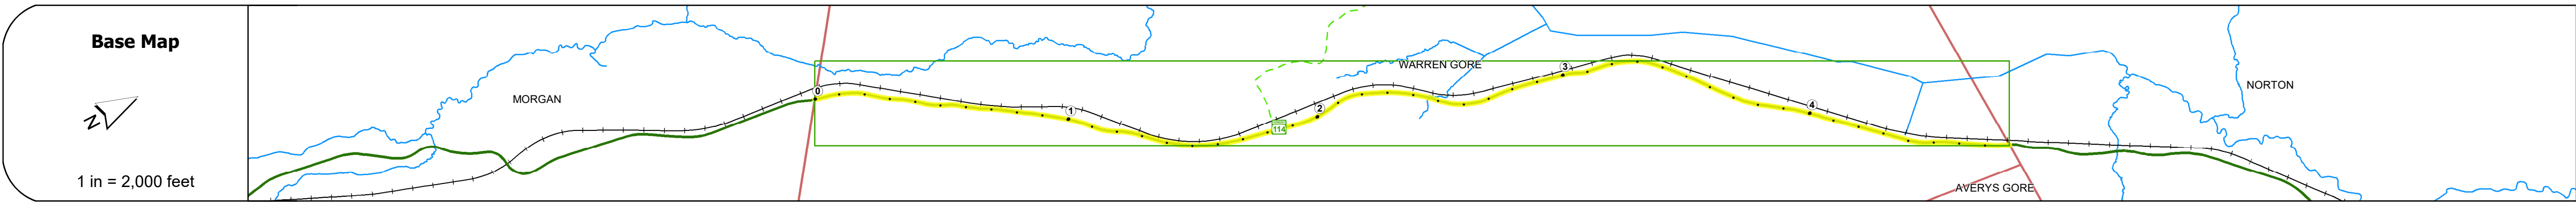 Base Map
N
1 in = 2,000 feet
MORGAN
0
1
114
2
WARREN GORE
3
4
AVERYS GORE
NORTON